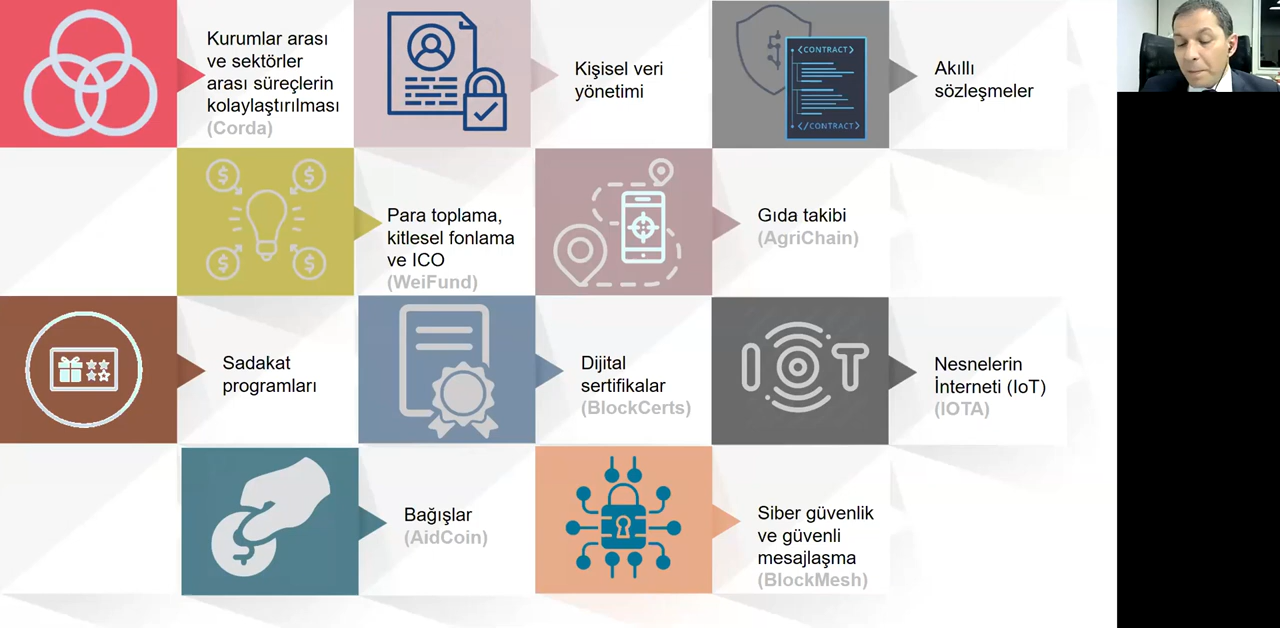 Kurumlar arası
ve sektörler
arası süreçlerin
kolaylaştırılması
(Corda)
Kişisel veri
yönetimi
<CONTRACT>
</CONTRACT>
Akıllı
sözleşmeler
Para toplama,
kitlesel fonlama
ve ICO
(WeiFund)
Gıda takibi
(AgriChain)
Sadakat
programları
Dijital
sertifikalar
(BlockCerts)
IOT
Nesnelerin
İnterneti (IoT)
(IOTA)
Bağışlar
(AidCoin)
Siber güvenlik
ve güvenli
mesajlaşma
(BlockMesh)